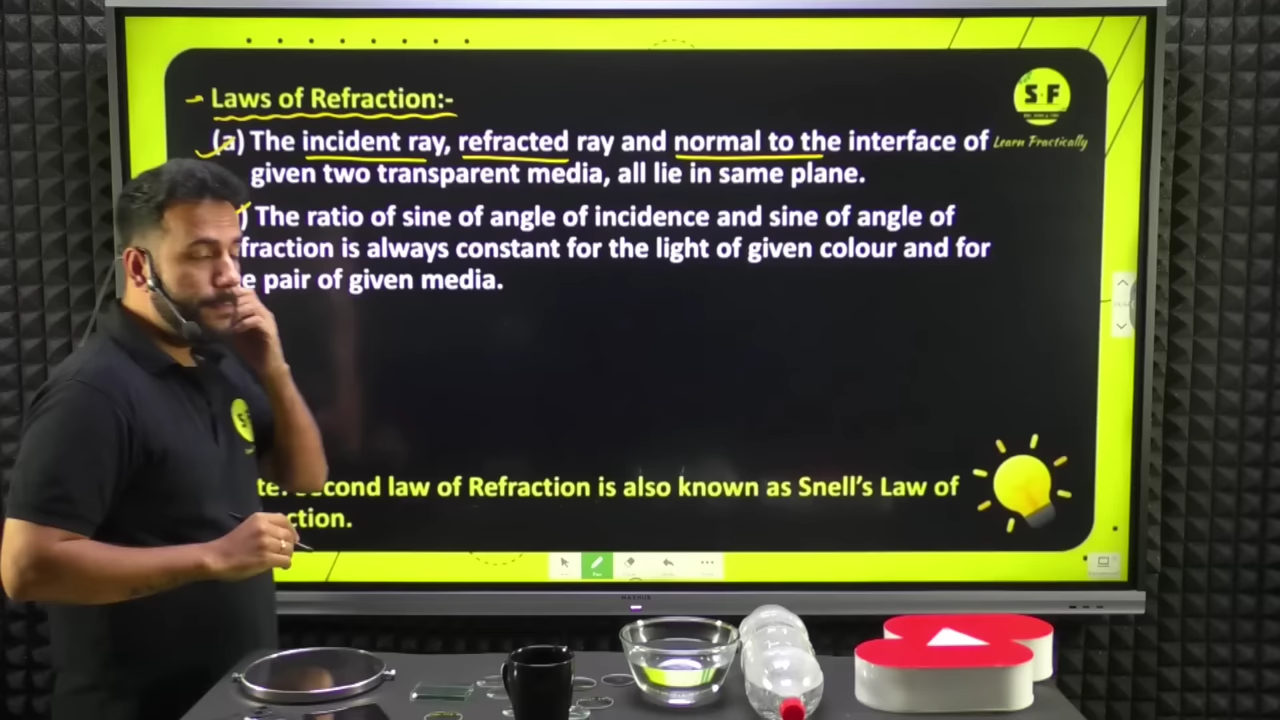 Laws of Refraction:-
(a) The incident ray, refracted ray and normal to the interface of
given two transparent media, all lie in same plane.
) The ratio of sine of angle of incidence and sine of angle of
fraction is always constant for the light of given colour and for
e pair of given media.
te: Second law of Refraction is also known as Snell's Law of
ction.
S F
Learn Practically
MAXHUB